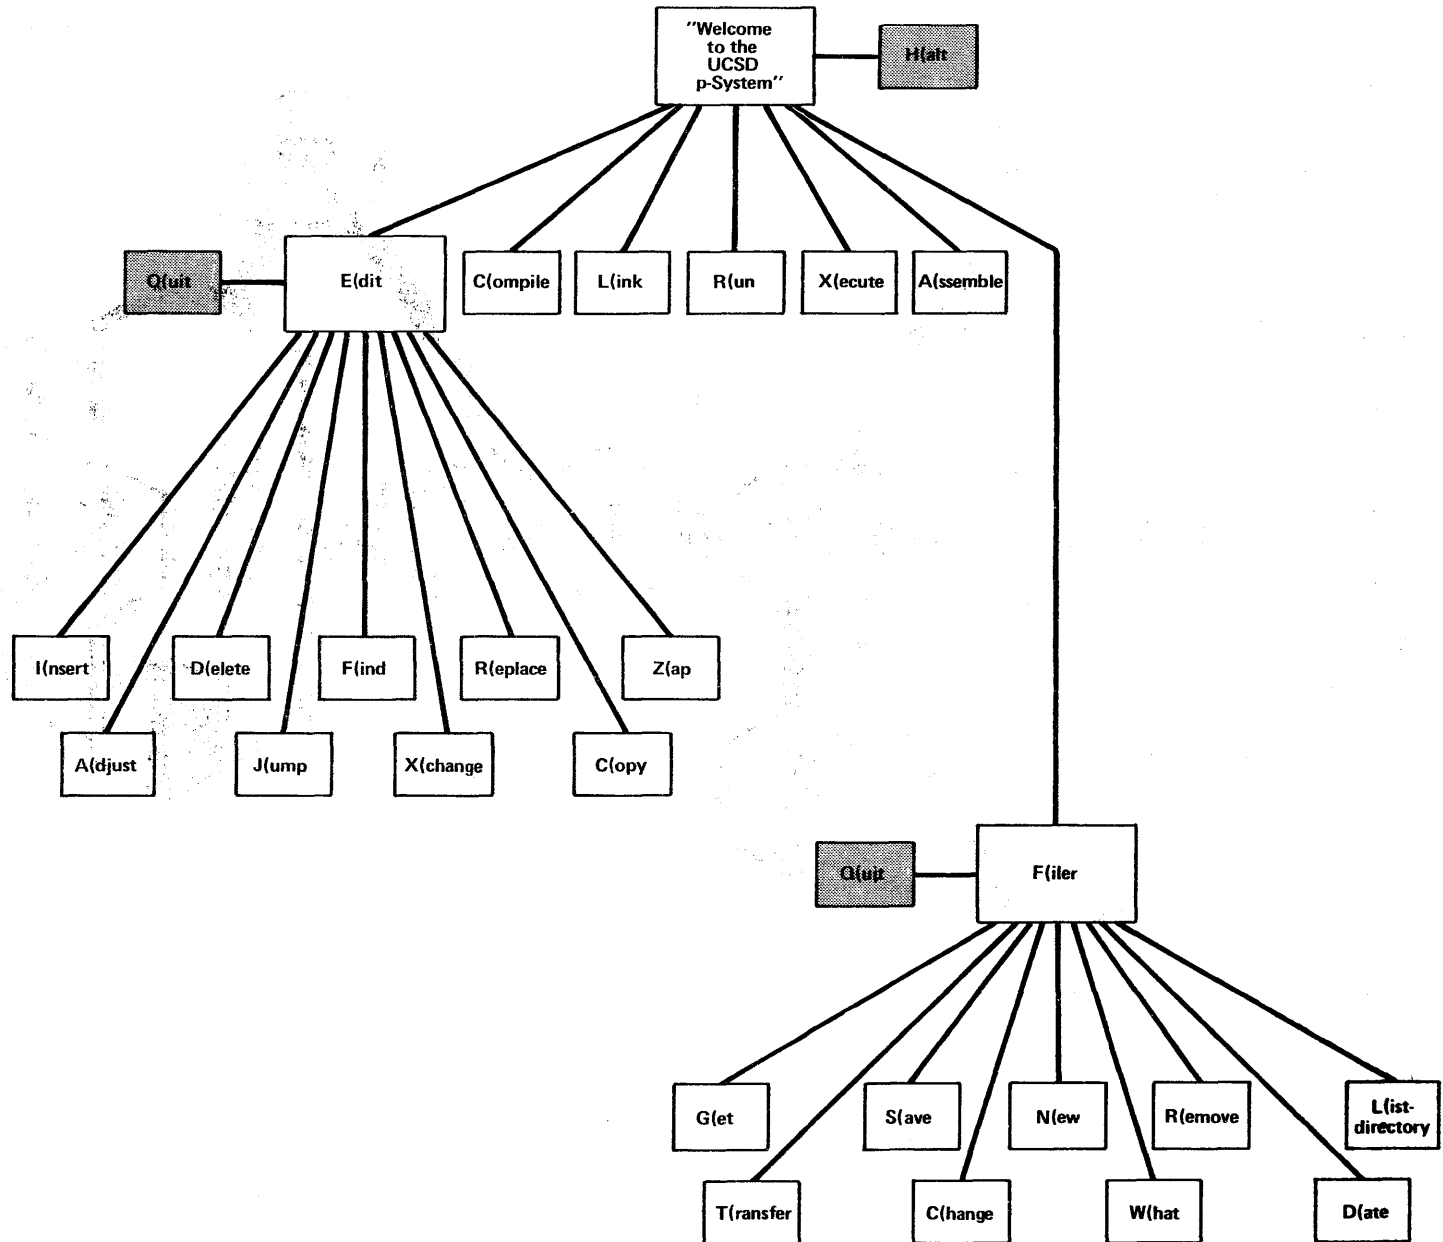 "Welcome
to the
UCSD
p-System"
H(alt
Q(uit
E(dit
C(ompile
L(ink
R(un
X(ecute
A(ssemble
I(nsert
D(elete
F(ind
R(eplace
Z(ap
A(djust
J(ump
X(change
C(opy
Q(uit
F(iler
G(et
S(ave
N(ew
R(emove
L(ist-
directory
T(ransfer
C(hange
W(hat
D(ate